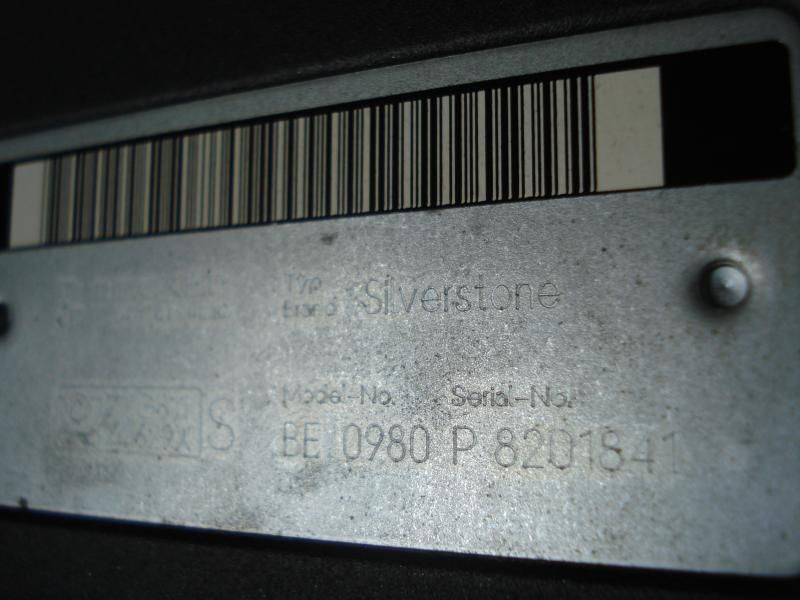 Typ
Brand Silverstone
Model-No. Serial-No.
S BE 0980 P 8201841